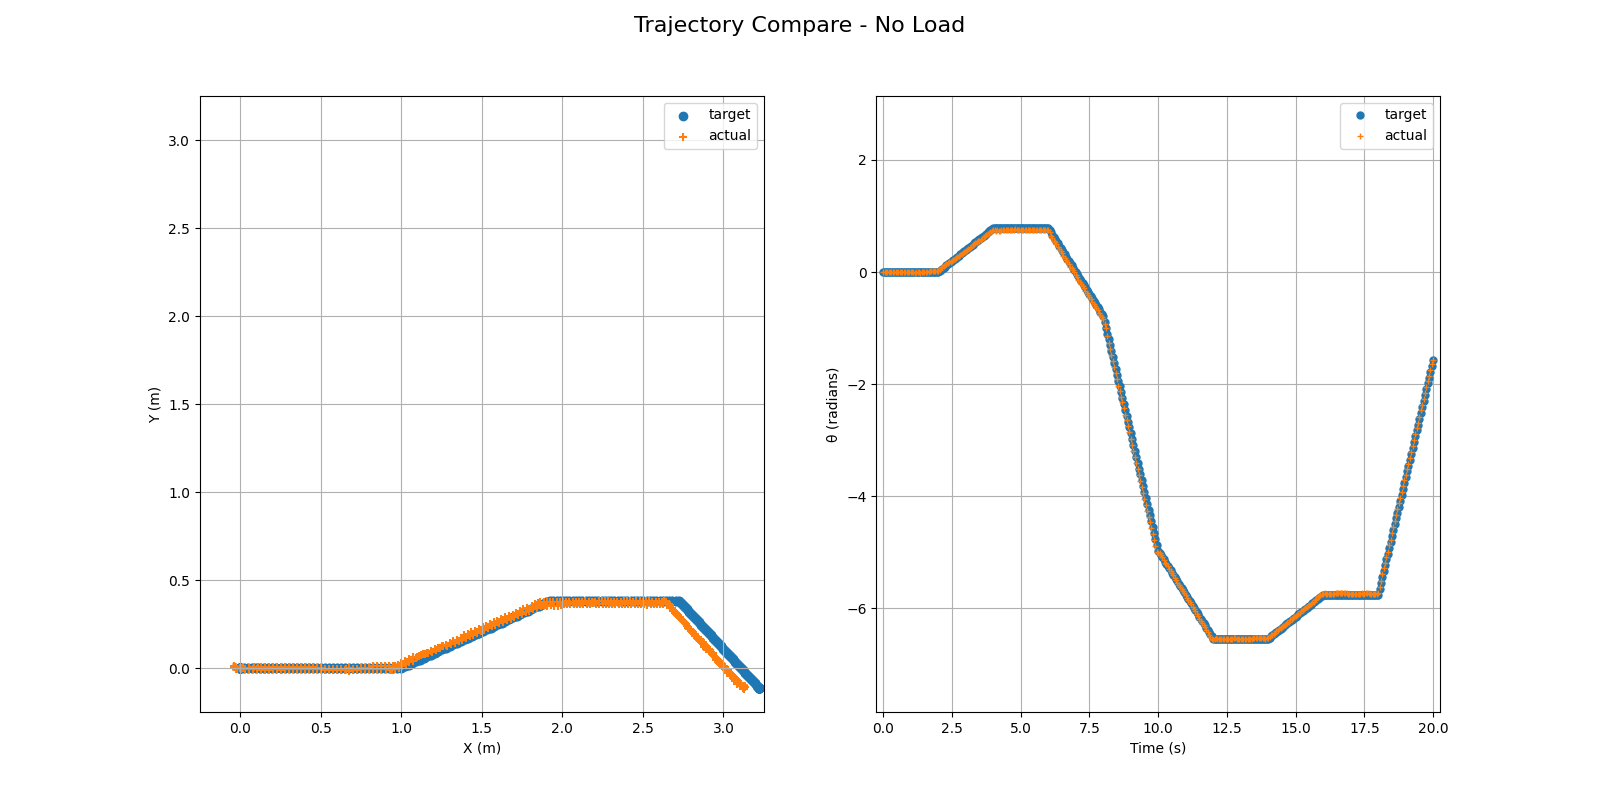 Trajectory Compare - No Load
target
actual
3.0
2.5
2.0
1.5
1.0
0.5
0.0
Y (m)
0.0 0.5 1.0 1.5 2.0 2.5 3.0
X (m)
target
actual
2
0
−2
−4
−6
θ (radians)
0.0 2.5 5.0 7.5 10.0 12.5 15.0 17.5 20.0
Time (s)